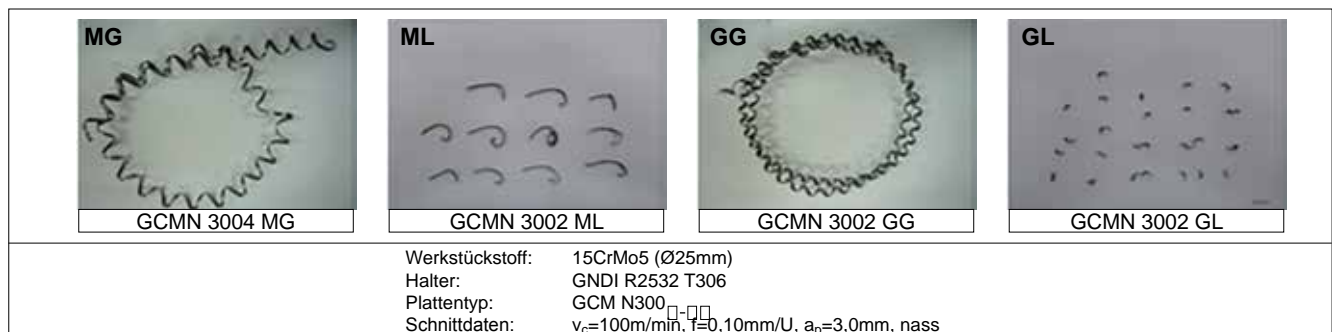 MG ML GG GL
GCMN 3004 MG GCMN 3002 ML GCMN 3002 GG GCMN 3002 GL
Werkstückstoff: 15CrMo5 (Ø25mm)
Halter: GNDI R2532 T306
Plattentyp: GCM N300□-□□
Schnittdaten: vc=100m/min, f=0,10mm/U, ap=3,0mm, nass